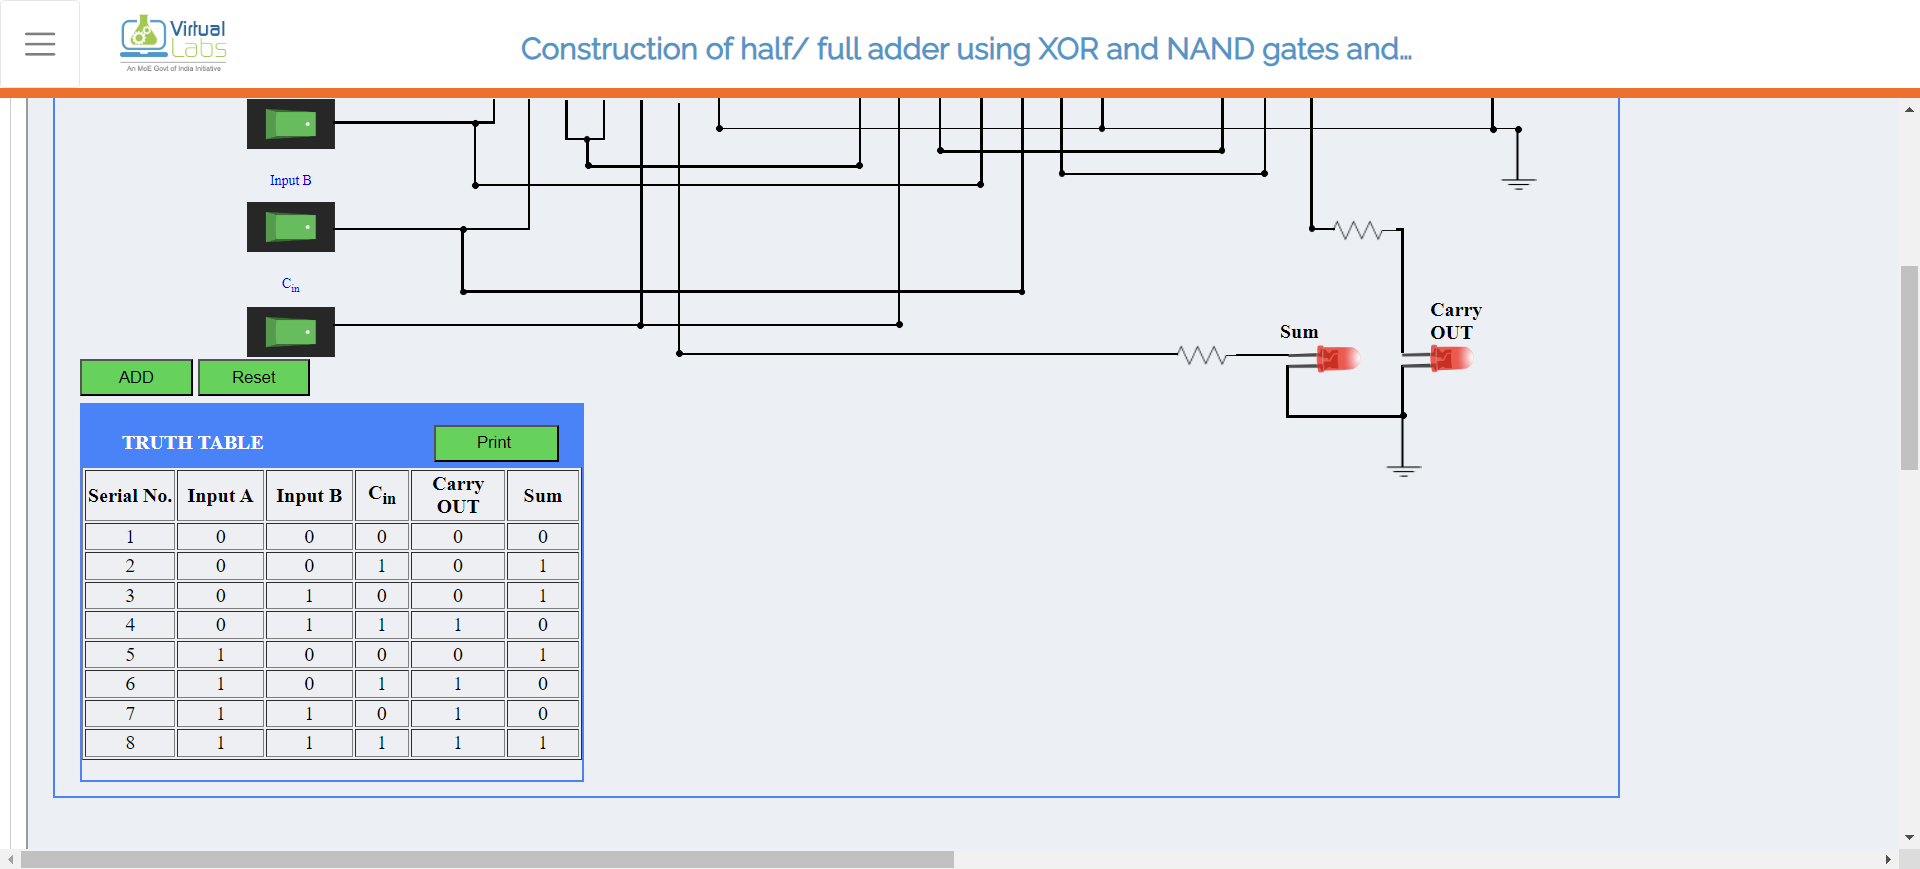 Virtual
Labs
An MoE Govt of India Initiative
Construction of half/ full adder using XOR and NAND gates and...
Input B
Cin
Sum
Carry
OUT
ADD
Reset
TRUTH TABLE
Print
Serial No. Input A Input B Cin Carry OUT Sum
1 0 0 0 0 0
2 0 0 1 0 1
3 0 1 0 0 1
4 0 1 1 1 0
5 1 0 0 0 1
6 1 0 1 1 0
7 1 1 0 1 0
8 1 1 1 1 1